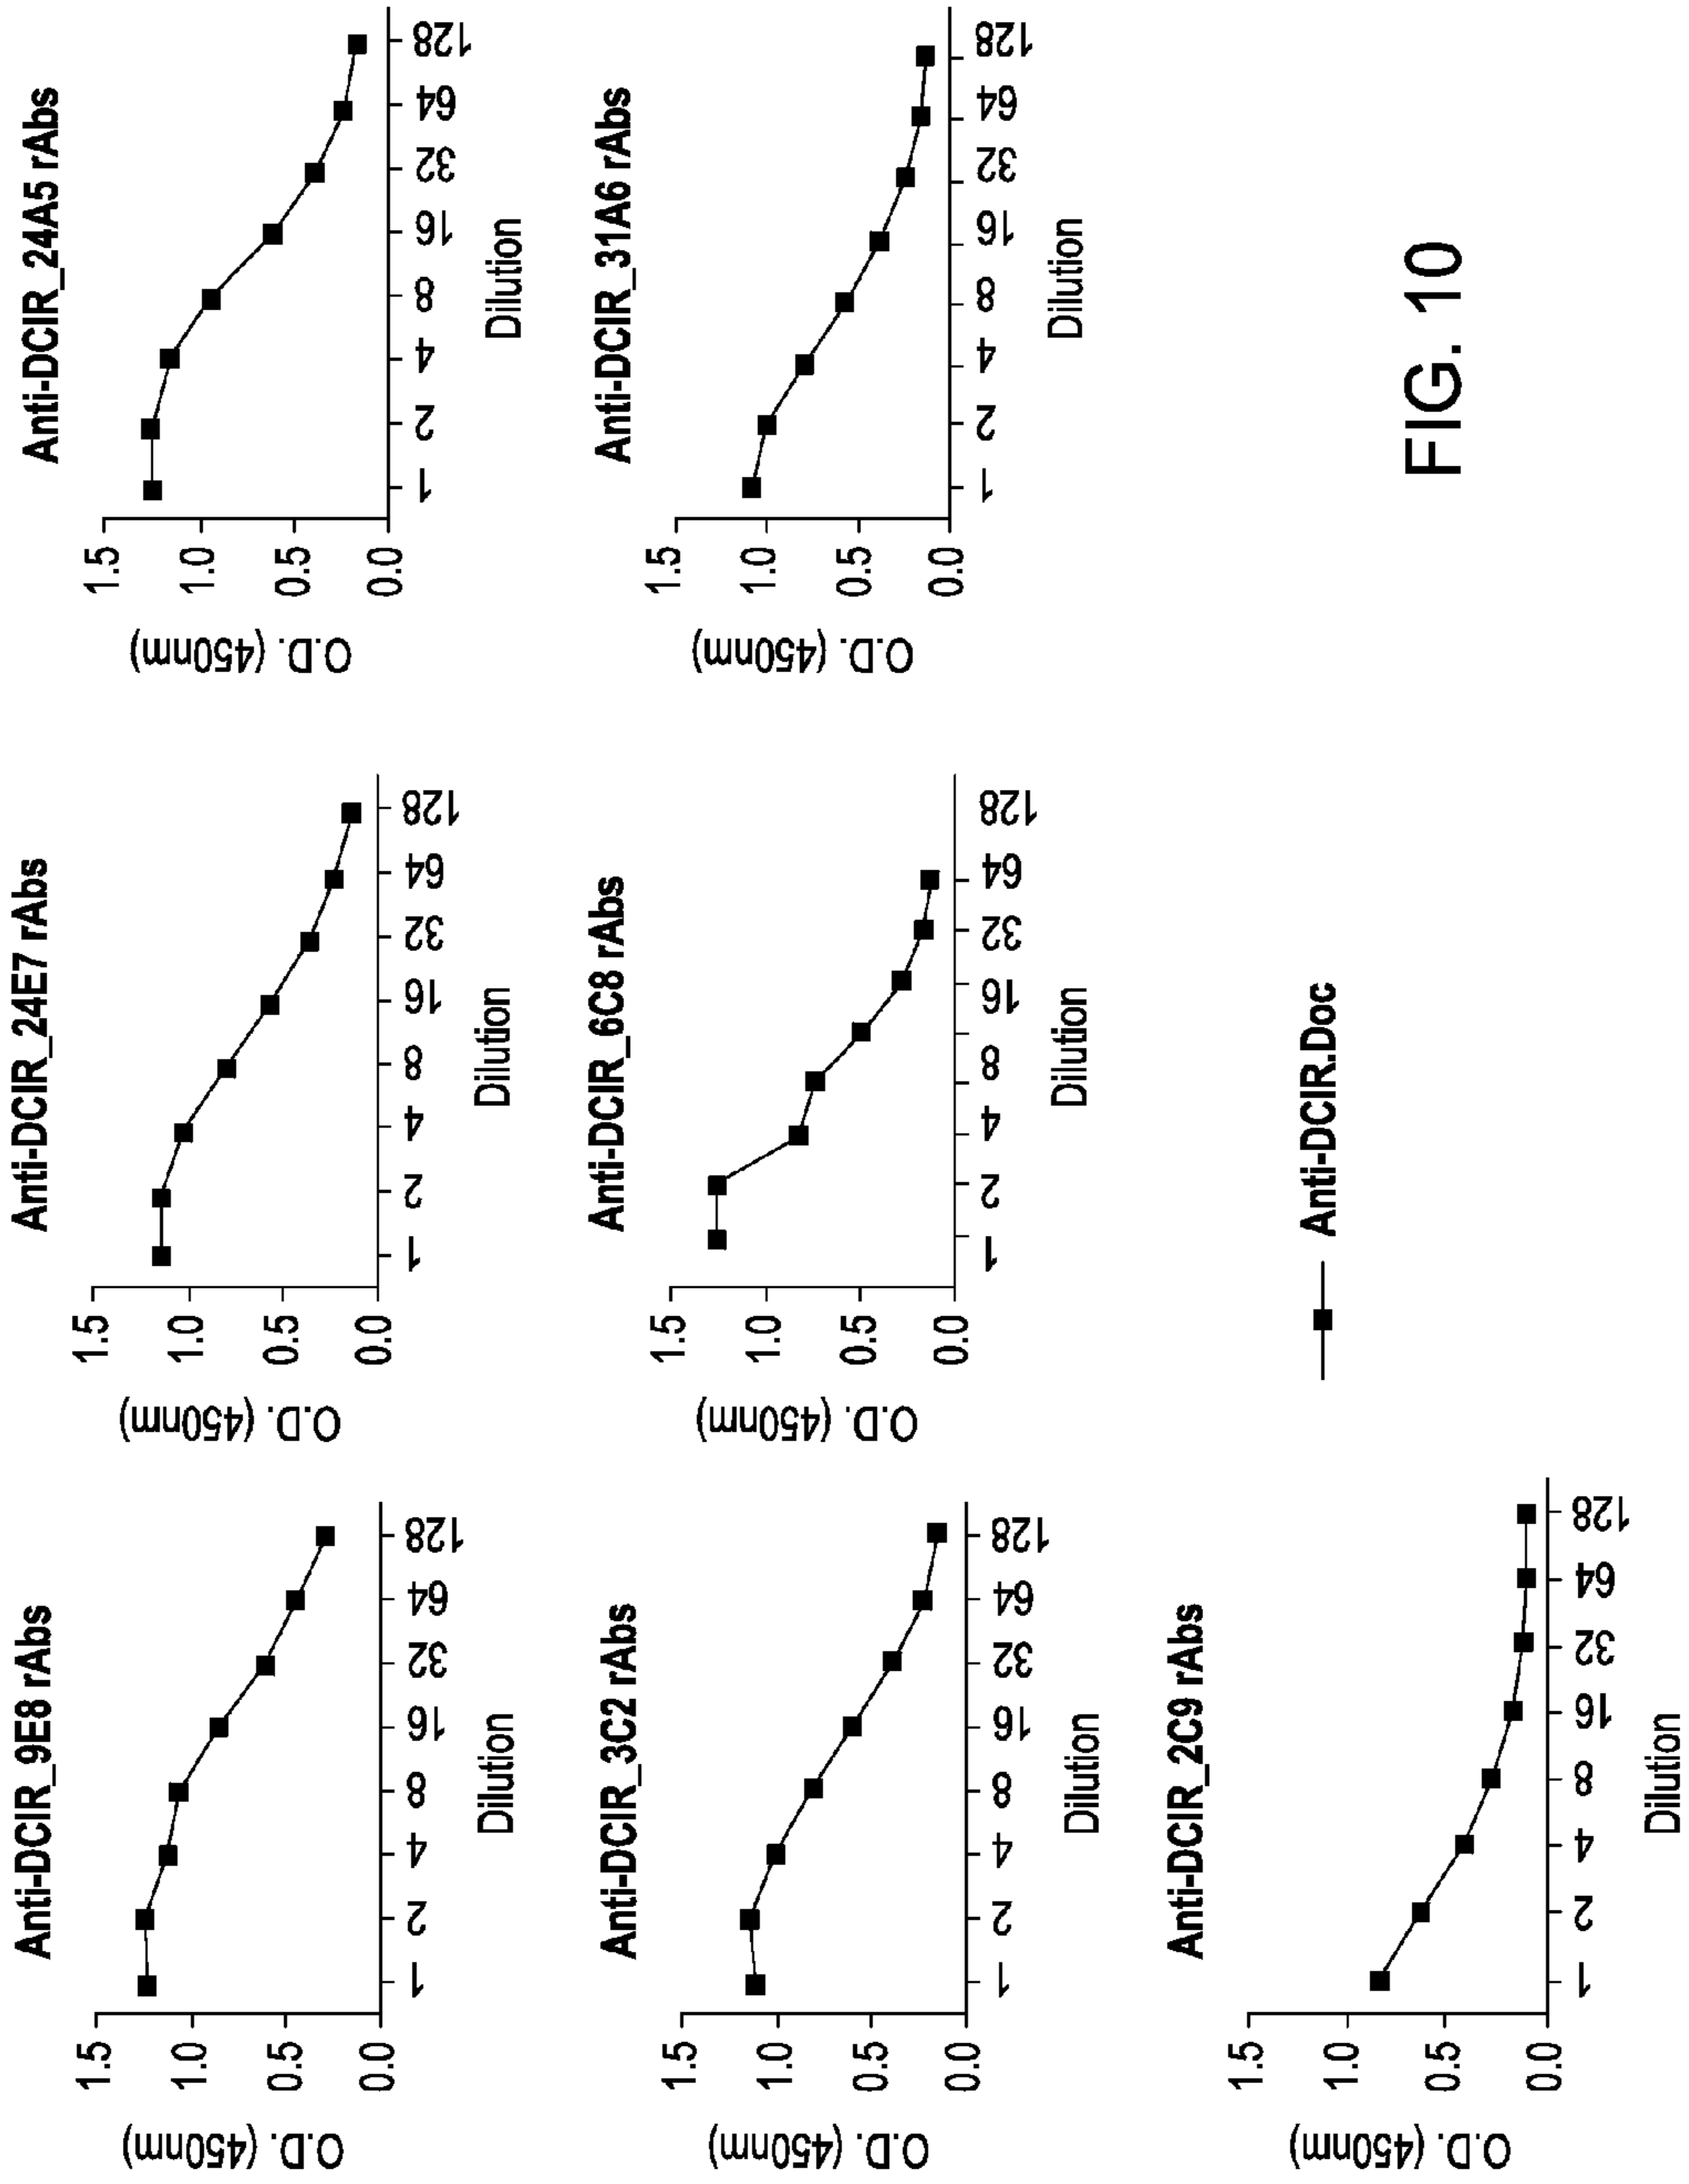 Anti-DCIR_9E8 rAbs
O.D. (450nm)
1.5
1.0
0.5
0.0
1 2 4 8 16 32 64 128
Dilution
Anti-DCIR_24E7 rAbs
O.D. (450nm)
1.5
1.0
0.5
0.0
1 2 4 8 16 32 64 128
Dilution
Anti-DCIR_24A5 rAbs
O.D. (450nm)
1.5
1.0
0.5
0.0
1 2 4 8 16 32 64 128
Dilution
Anti-DCIR_3C2 rAbs
O.D. (450nm)
1.5
1.0
0.5
0.0
1 2 4 8 16 32 64 128
Dilution
Anti-DCIR_6C8 rAbs
O.D. (450nm)
1.5
1.0
0.5
0.0
1 2 4 8 16 32 64 128
Dilution
Anti-DCIR_31A6 rAbs
O.D. (450nm)
1.5
1.0
0.5
0.0
1 2 4 8 16 32 64 128
Dilution
Anti-DCIR_2C9 rAbs
O.D. (450nm)
1.5
1.0
0.5
0.0
1 2 4 8 16 32 64 128
Dilution
Anti-DCIR.Doc
FIG. 10